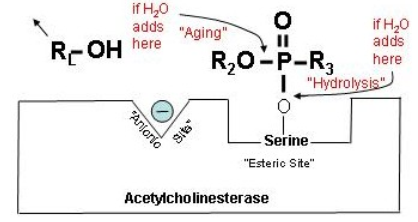 if H₂O
adds
here
"Aging"
R₁-OH
O
R₂O-P-R₃
if H₂O
adds
here
"Hydrolysis"
O
−
"Anionic
Site"
Serine
"Esteric Site"
Acetylcholinesterase